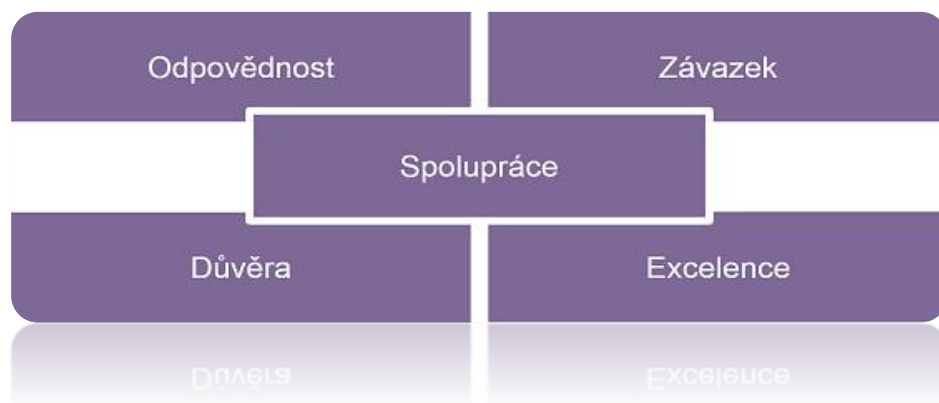 Odpovědnost
Závazek
Spolupráce
Důvěra
Excelence